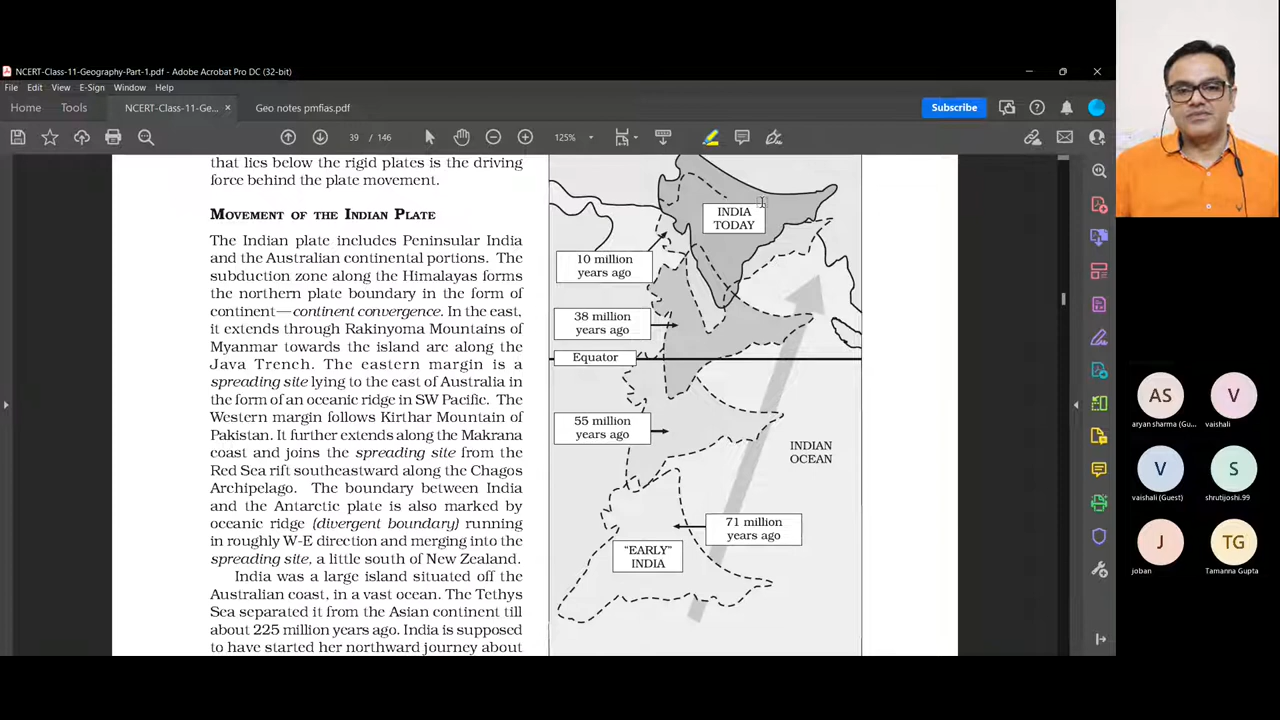 NCERT-Class-11-Geography-Part-1.pdf - Adobe Acrobat Pro DC (32-bit)
File Edit View E-Sign Window Help
Home Tools NCERT-Class-11-Ge... × Geo notes pmfias.pdf Subscribe
39 / 146 125%
that lies below the rigid plates is the driving
force behind the plate movement.
MOVEMENT OF THE INDIAN PLATE
The Indian plate includes Peninsular India
and the Australian continental portions. The
subduction zone along the Himalayas forms
the northern plate boundary in the form of
continent—continent convergence. In the east,
it extends through Rakinyoma Mountains of
Myanmar towards the island arc along the
Java Trench. The eastern margin is a
spreading site lying to the east of Australia in
the form of an oceanic ridge in SW Pacific. The
Western margin follows Kirthar Mountain of
Pakistan. It further extends along the Makrana
coast and joins the spreading site from the
Red Sea rift southeastward along the Chagos
Archipelago. The boundary between India
and the Antarctic plate is also marked by
oceanic ridge (divergent boundary) running
in roughly W-E direction and merging into the
spreading site, a little south of New Zealand.
India was a large island situated off the
Australian coast, in a vast ocean. The Tethys
Sea separated it from the Asian continent till
about 225 million years ago. India is supposed
to have started her northward journey about
INDIA
TODAY
10 million
years ago
38 million
years ago
Equator
55 million
years ago
INDIAN
OCEAN
71 million
years ago
"EARLY"
INDIA
AS
aryan sharma (Gu...
V
vaishali
V
vaishali (Guest)
S
shrutijoshi.99
J
joban
TG
Tamanna Gupta